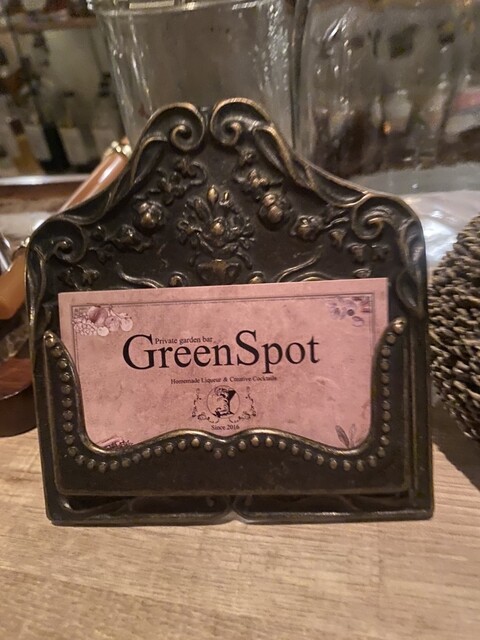 Private garden bar
GreenSpot
Homemade Liqueur & Creative Cocktails
Since 2016